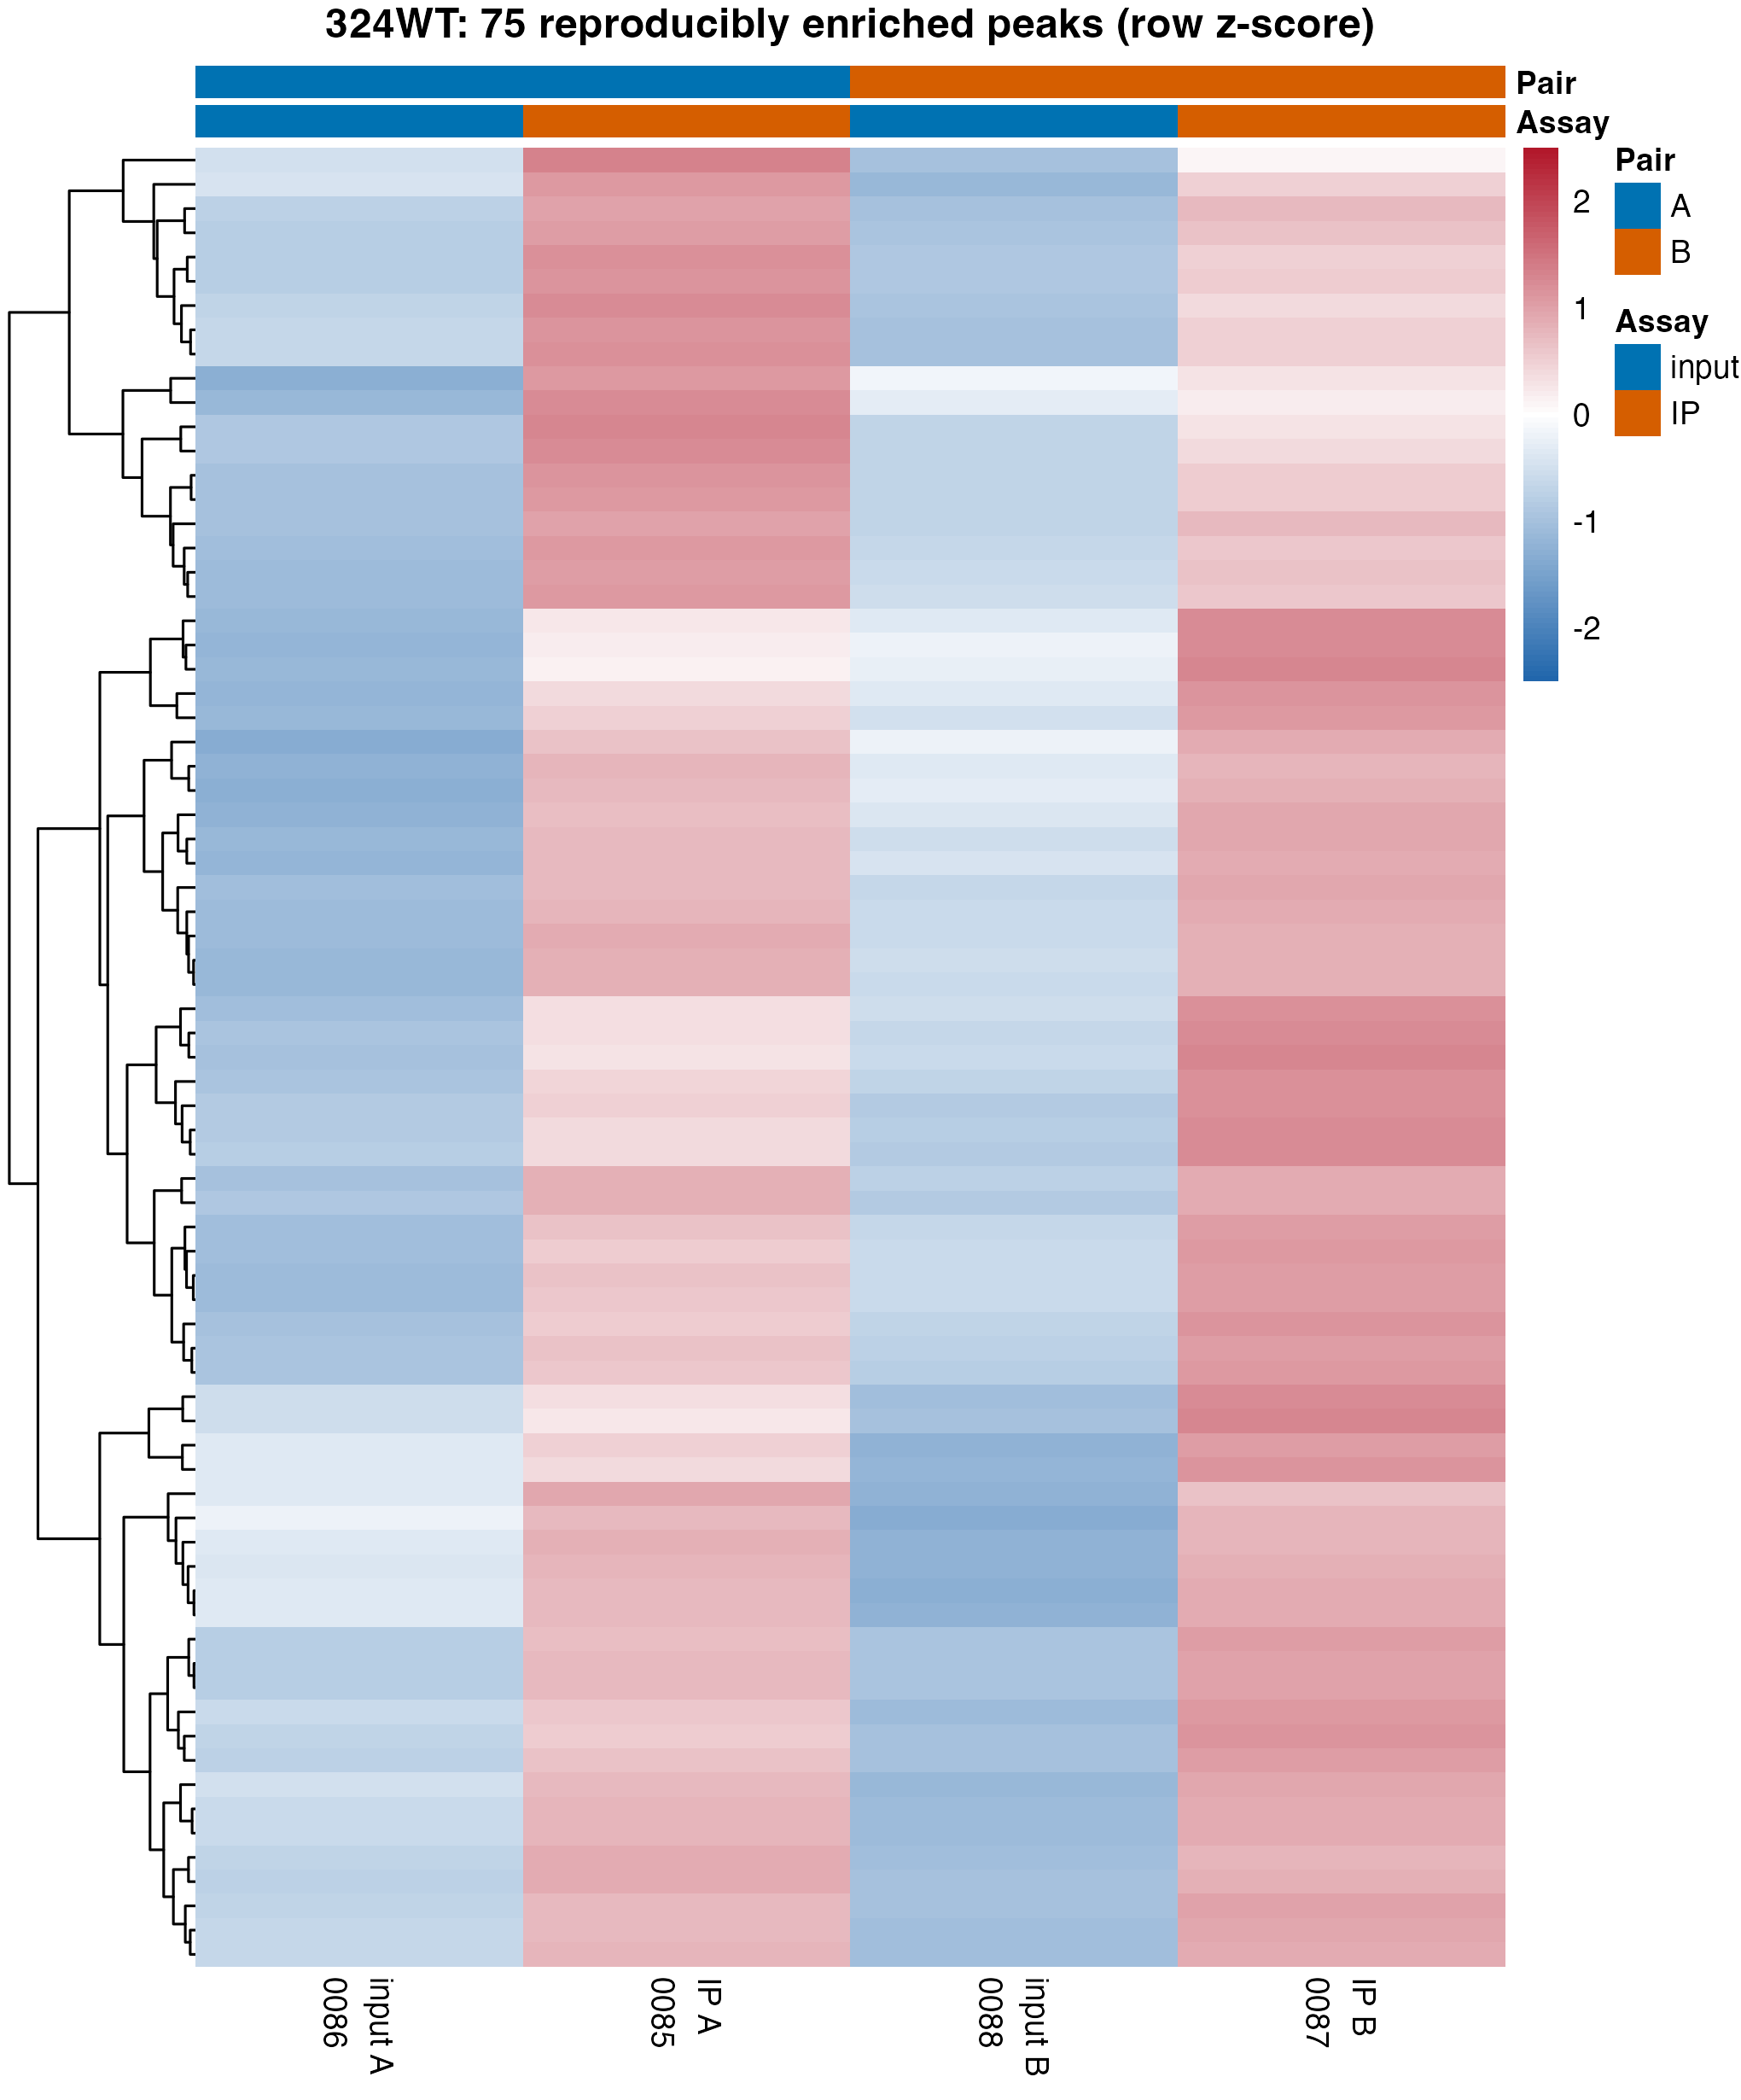 324WT: 75 reproducibly enriched peaks (row z-score)
Pair
Assay
2
1
0
-1
-2
Pair
A
B
Assay
input
IP
input A
0086
IP A
0085
input B
0088
IP B
0087